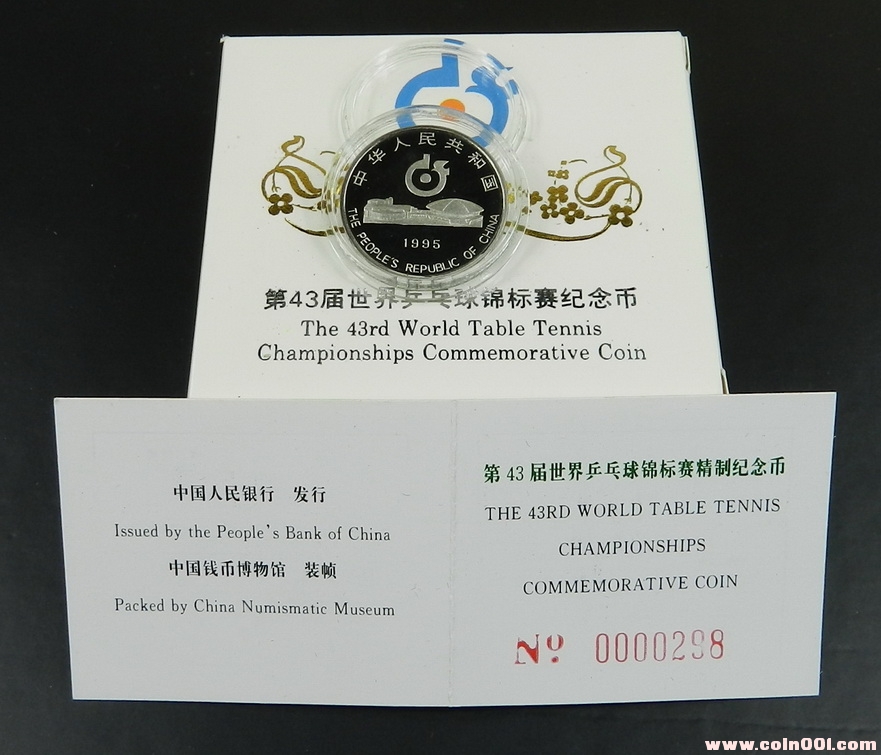 中华人民共和国
1995
THE PEOPLE'S REPUBLIC OF CHINA
第43届世界乒乓球锦标赛纪念币
The 43rd World Table Tennis
Championships Commemorative Coin
中国人民银行 发行
Issued by the People's Bank of China
中国钱币博物馆 装帧
Packed by China Numismatic Museum
第43届世界乒乓球锦标赛精制纪念币
THE 43RD WORLD TABLE TENNIS
CHAMPIONSHIPS
COMMEMORATIVE COIN
Nº 0000298
www.coin001.com